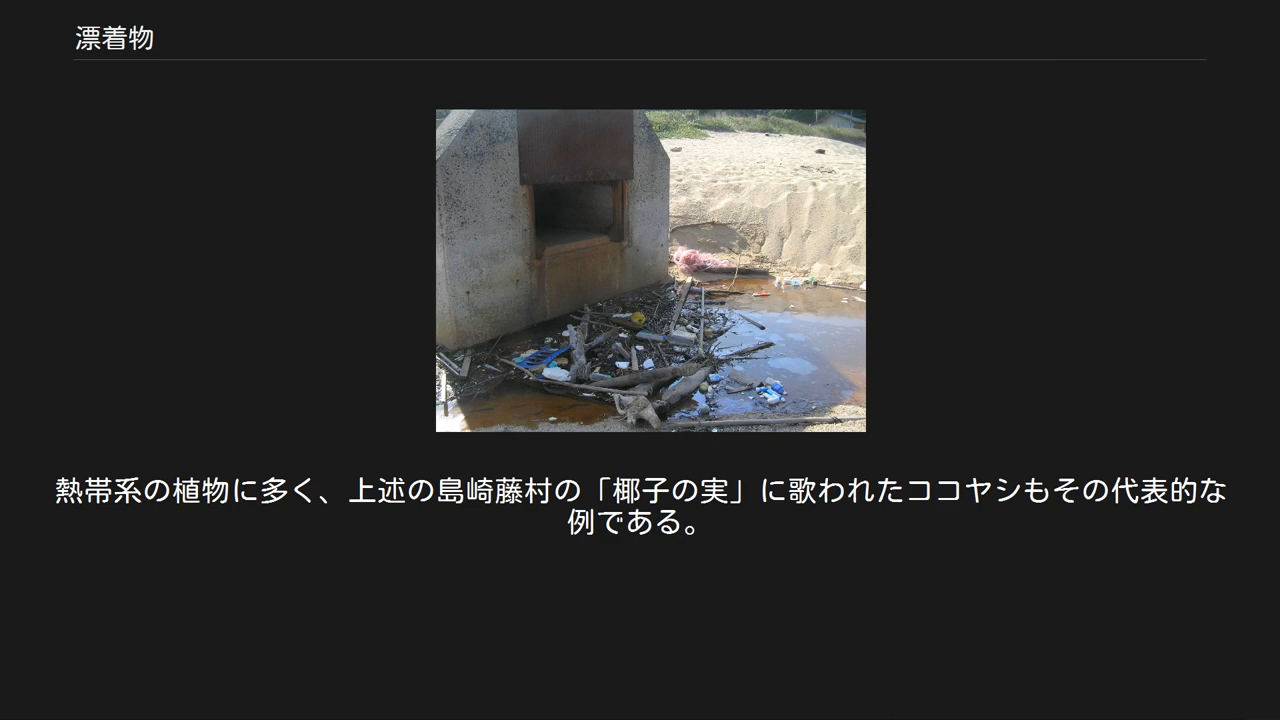 漂着物
熱帯系の植物に多く、上述の島崎藤村の「椰子の実」に歌われたココヤシもその代表的な
例である。